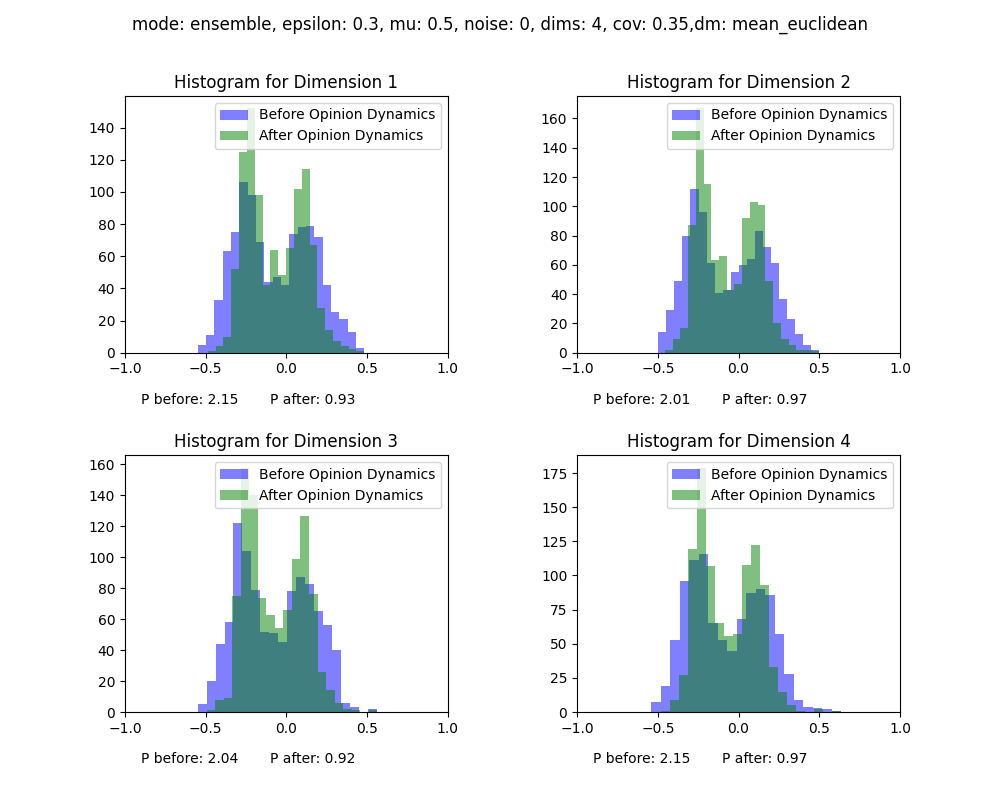 mode: ensemble, epsilon: 0.3, mu: 0.5, noise: 0, dims: 4, cov: 0.35,dm: mean_euclidean
Histogram for Dimension 1
Before Opinion Dynamics
After Opinion Dynamics
140
120
100
80
60
40
20
0
−1.0 −0.5 0.0 0.5 1.0
P before: 2.15 P after: 0.93
Histogram for Dimension 2
Before Opinion Dynamics
After Opinion Dynamics
160
140
120
100
80
60
40
20
0
−1.0 −0.5 0.0 0.5 1.0
P before: 2.01 P after: 0.97
Histogram for Dimension 3
Before Opinion Dynamics
After Opinion Dynamics
160
140
120
100
80
60
40
20
0
−1.0 −0.5 0.0 0.5 1.0
P before: 2.04 P after: 0.92
Histogram for Dimension 4
Before Opinion Dynamics
After Opinion Dynamics
175
150
125
100
75
50
25
0
−1.0 −0.5 0.0 0.5 1.0
P before: 2.15 P after: 0.97